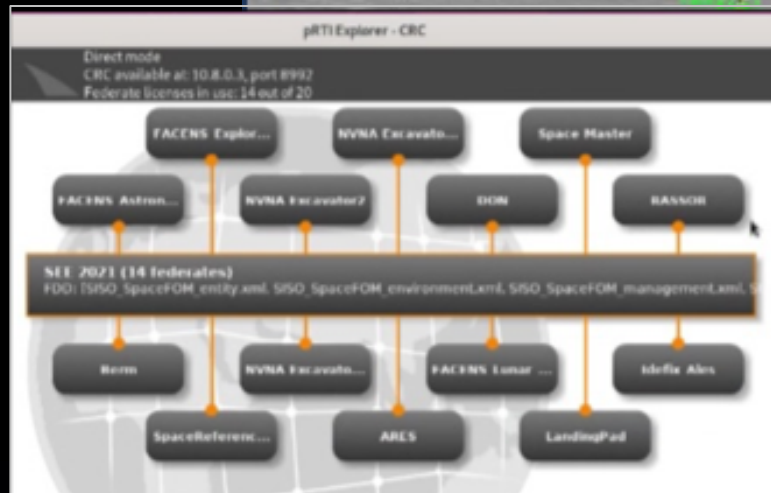 pRTI Explorer - CRC
Direct mode
CRC available at: 10.8.0.3, port 8992
Federate licenses in use: 14 out of 20
FACENS Explor...
NVNA Excavato...
Space Master
FACENS Astron...
NVNA Excavator2
DON
RASSOR
SEE 2021 (14 federates)
FDD: [SISO_SpaceFOM_entity.xml, SISO_SpaceFOM_environment.xml, SISO_SpaceFOM_management.xml, S
Berm
NVNA Excavato...
FACENS Lunar ...
Idefix Ales
SpaceReferenc...
ARES
LandingPad